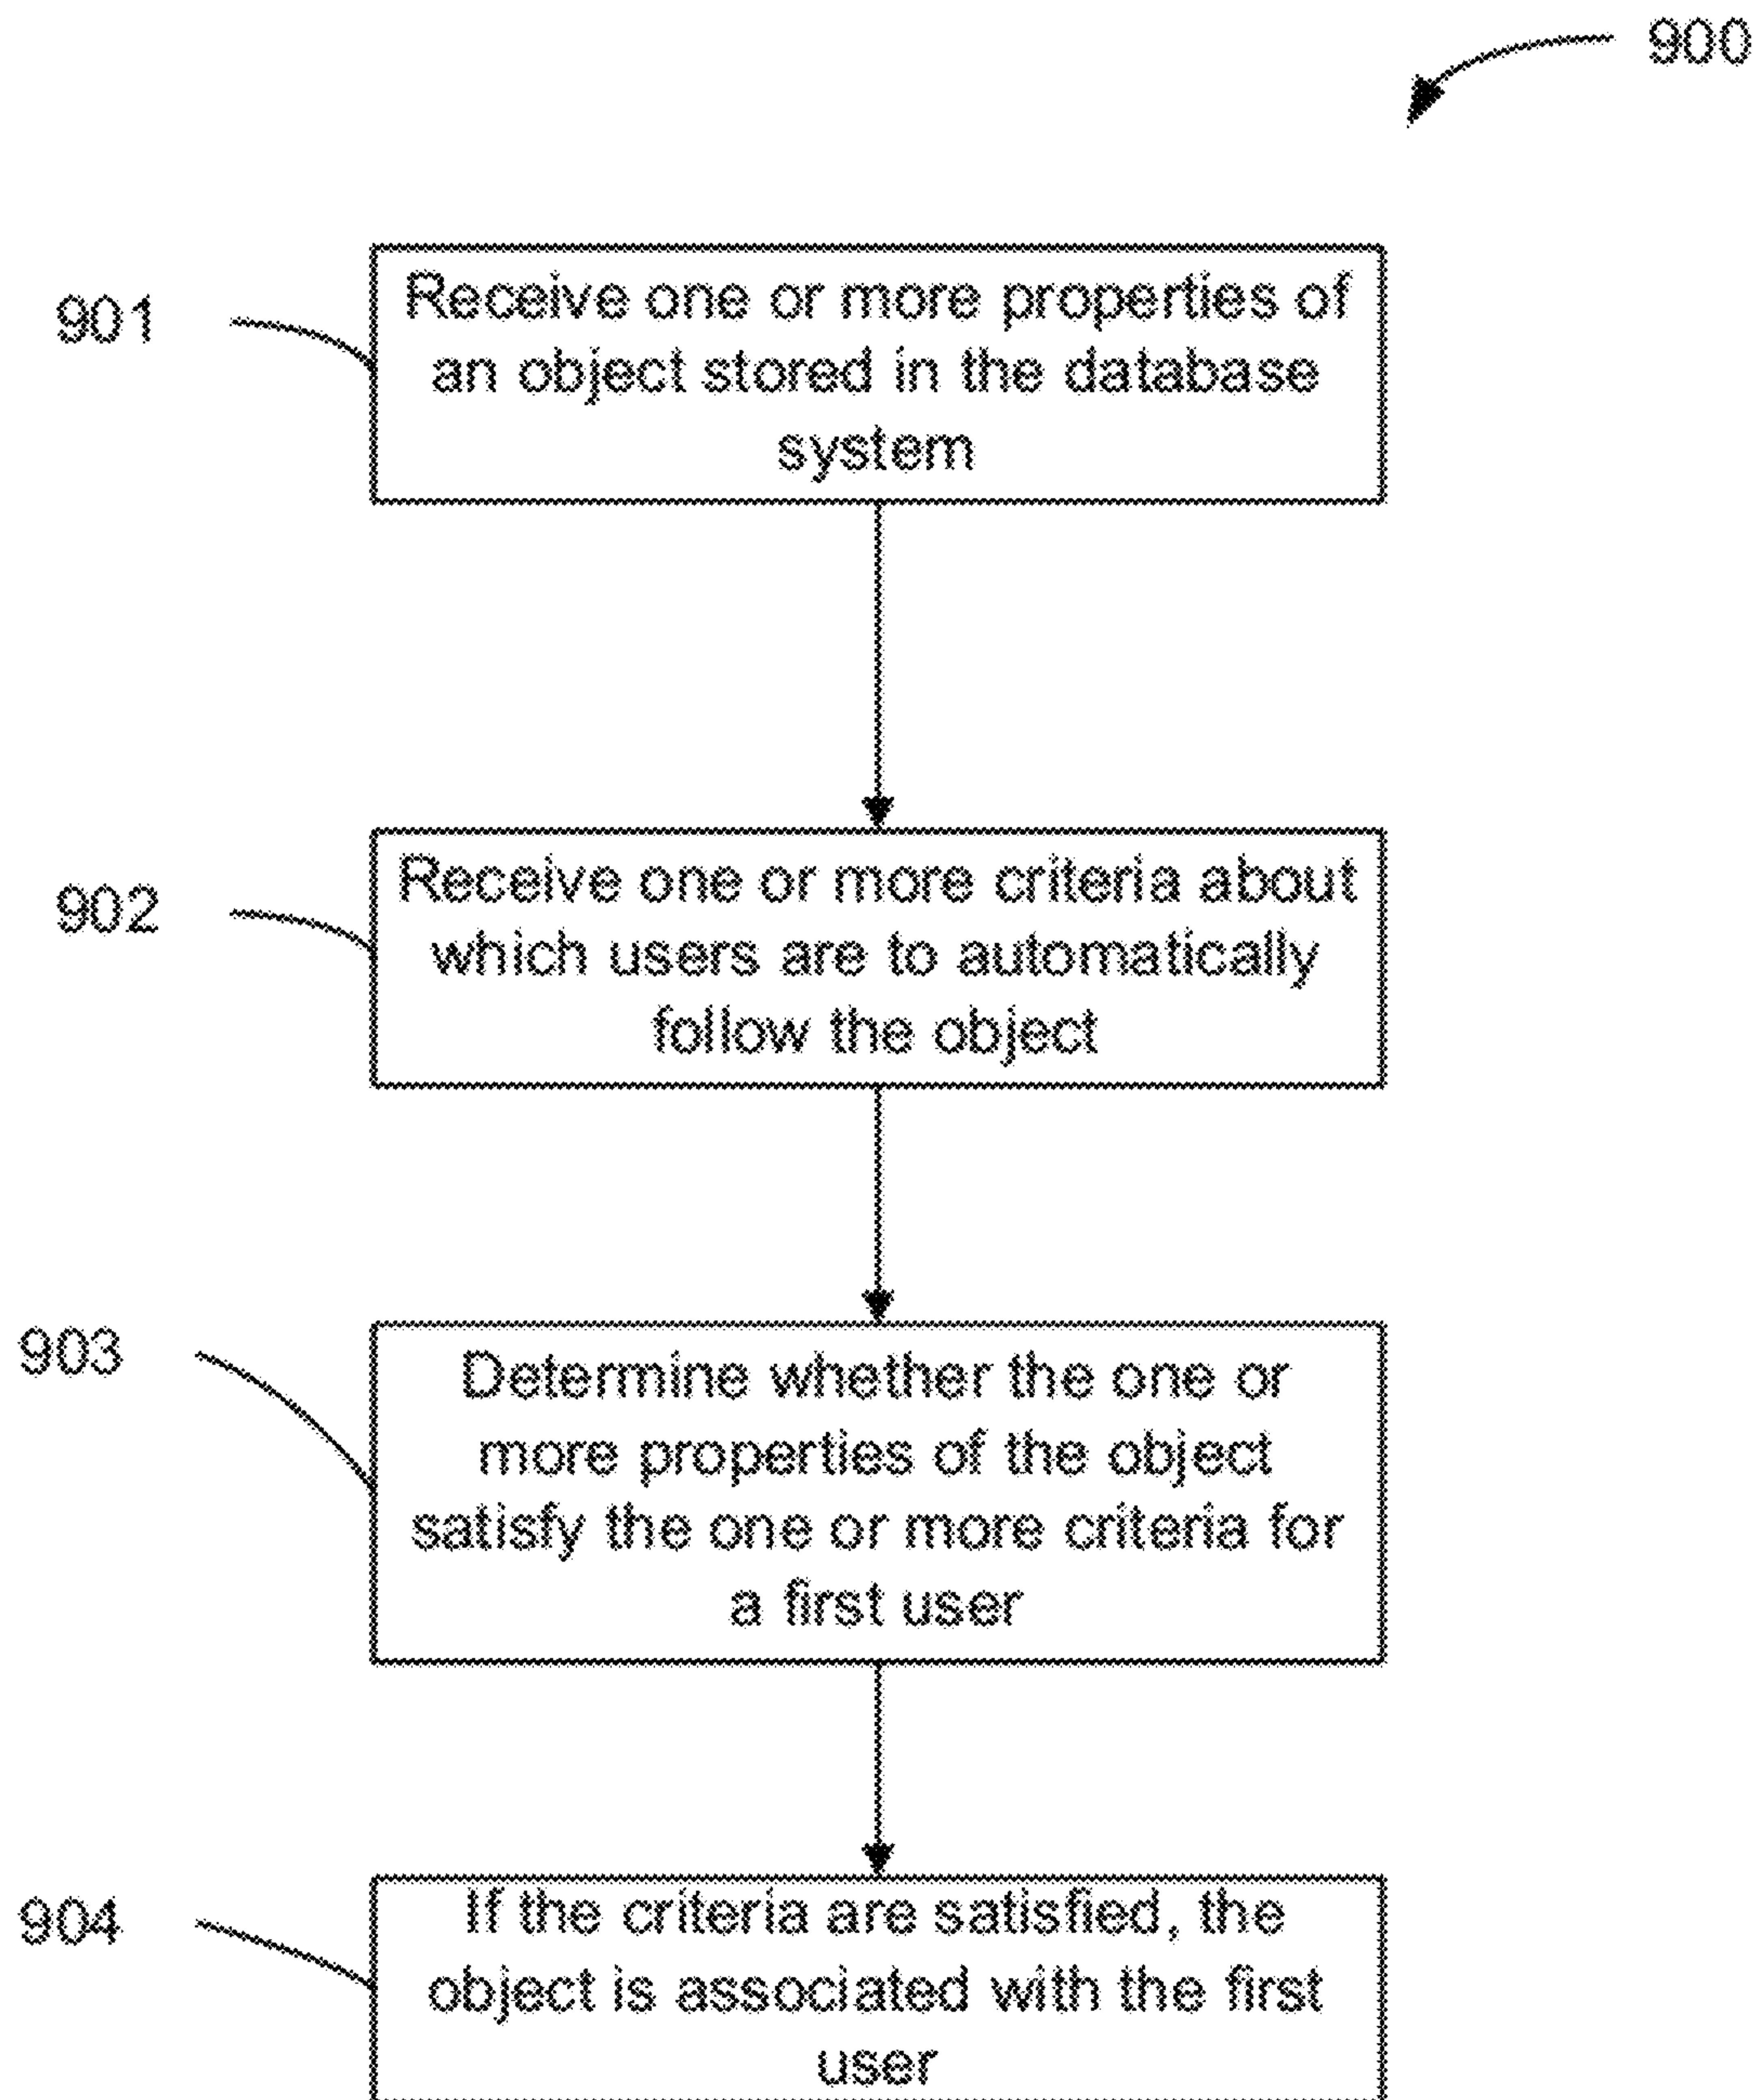 900
901
Receive one or more properties of
an object stored in the database
system
902
Receive one or more criteria about
which users are to automatically
follow the object
903
Determine whether the one or
more properties of the object
satisfy the one or more criteria for
a first user
904
If the criteria are satisfied, the
object is associated with the first
user